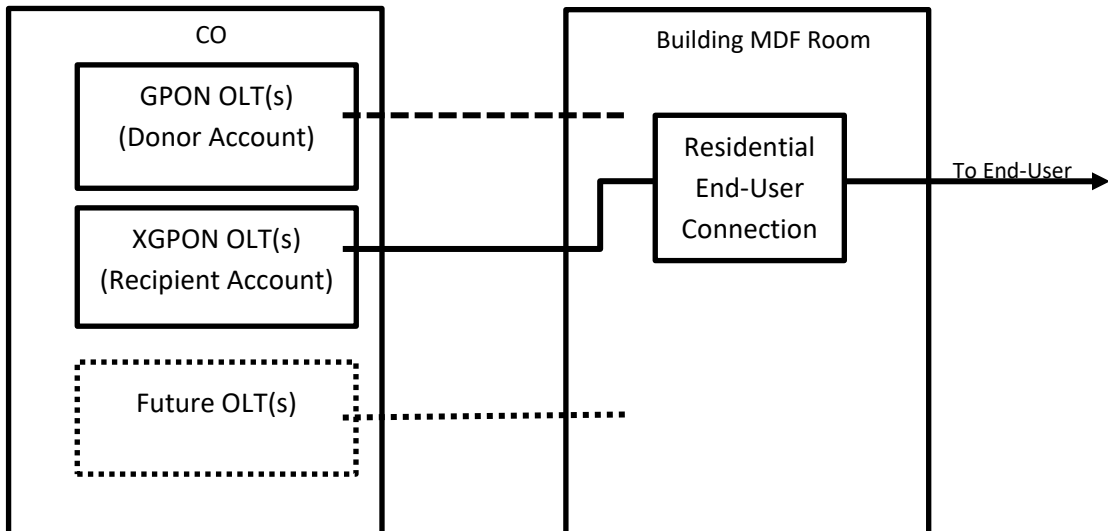 CO
GPON OLT(s)
(Donor Account)
XGPON OLT(s)
(Recipient Account)
Future OLT(s)
Building MDF Room
Residential
End-User
Connection
To End-User